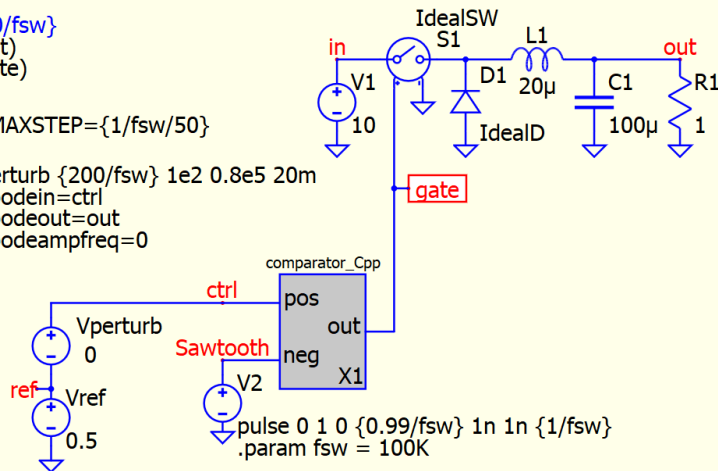 /fsw}
t)
te)
MAXSTEP={1/fsw/50}
erturb {200/fsw} 1e2 0.8e5 20m
odein=ctrl
odeout=out
odeampfreq=0
IdealSW
S1
in
V1
10
D1
IdealD
L1
20µ
out
C1
100µ
R1
1
gate
comparator_Cpp
ctrl
pos
out
neg
X1
Vperturb
0
Sawtooth
V2
ref
Vref
0.5
pulse 0 1 0 {0.99/fsw} 1n 1n {1/fsw}
.param fsw = 100K